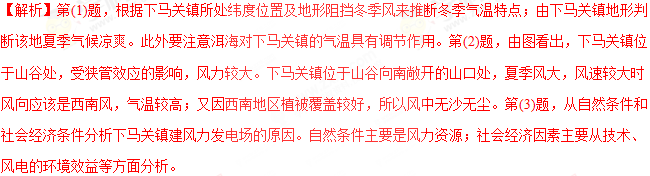 【解析】第(1)题，根据下马关镇所处纬度位置及地形阻挡冬季风来推断冬季气温特点；由下马关镇地形判
断该地夏季气候凉爽。此外要注意洱海对下马关镇的气温具有调节作用。第(2)题，由图看出，下马关镇位
于山谷处，受狭管效应的影响，风力较大。下马关镇位于山谷向南敞开的山口处，夏季风大，风速较大时
风向应该是西南风，气温较高；又因西南地区植被覆盖较好，所以风中无沙无尘。第(3)题，从自然条件和
社会经济条件分析下马关镇建风力发电场的原因。自然条件主要是风力资源；社会经济因素主要从技术、
风电的环境效益等方面分析。